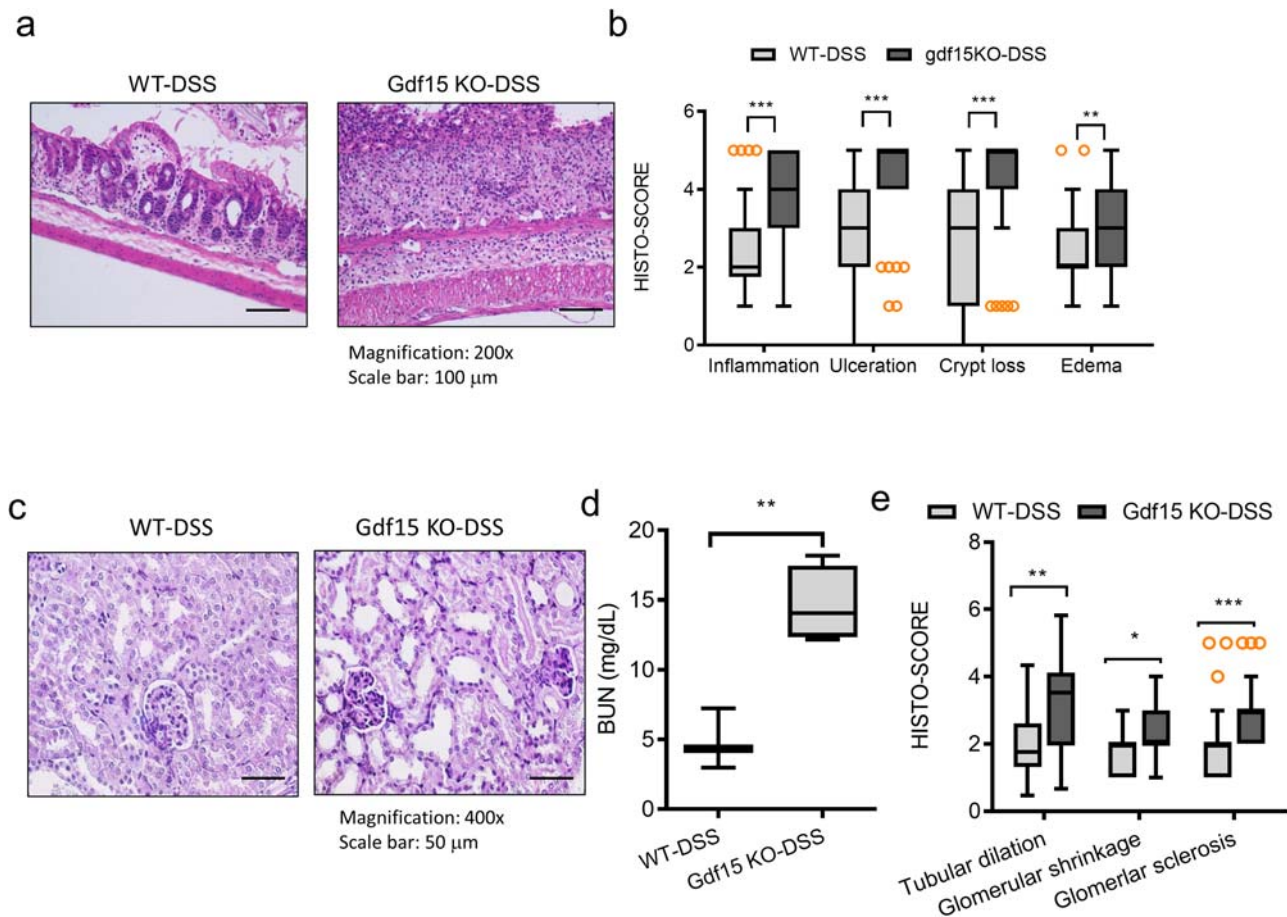 a
WT-DSS
Gdf15 KO-DSS
Magnification: 200x
Scale bar: 100 µm
b
WT-DSS gdf15KO-DSS
HISTO-SCORE
6
4
2
0
*** *** *** **
Inflammation Ulceration Crypt loss Edema
c
WT-DSS
Gdf15 KO-DSS
Magnification: 400x
Scale bar: 50 µm
d
**
BUN (mg/dL)
20
15
10
5
0
WT-DSS
Gdf15 KO-DSS
e
WT-DSS Gdf15 KO-DSS
HISTO-SCORE
8
6
4
2
0
** * ***
Tubular dilation
Glomerular shrinkage
Glomerlar sclerosis